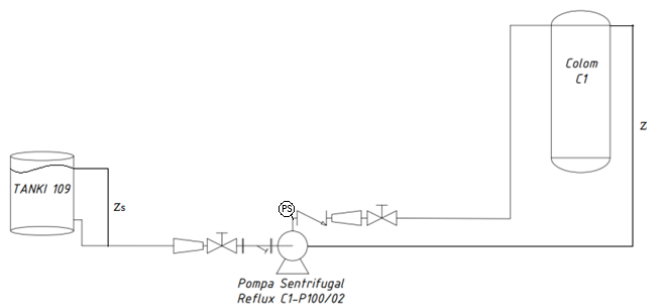 Colom
C1
Z
TANKI 109
Zs
PS
Pompa Sentrifugal
Reflux C1-P100/02